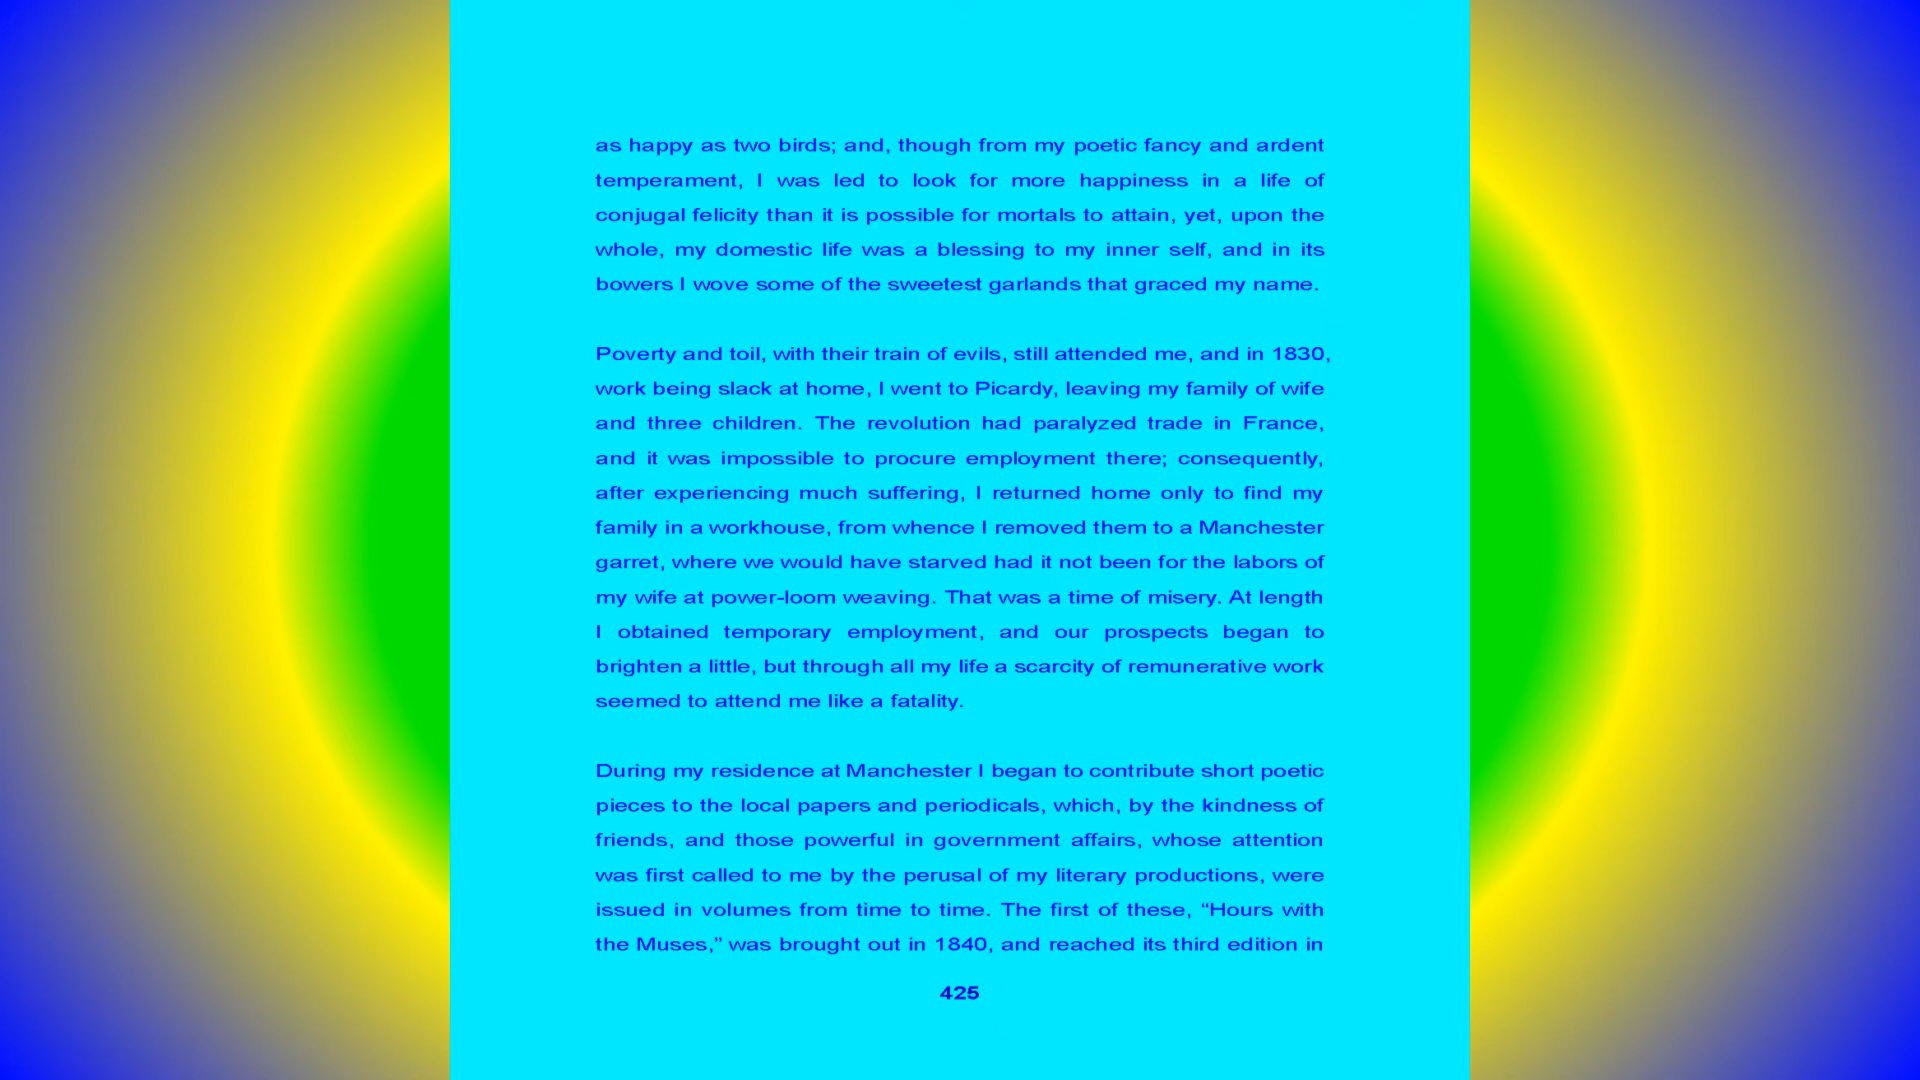 as happy as two birds; and, though from my poetic fancy and ardent
temperament, I was led to look for more happiness in a life of
conjugal felicity than it is possible for mortals to attain, yet, upon the
whole, my domestic life was a blessing to my inner self, and in its
bowers I wove some of the sweetest garlands that graced my name.
Poverty and toil, with their train of evils, still attended me, and in 1830,
work being slack at home, I went to Picardy, leaving my family of wife
and three children. The revolution had paralyzed trade in France,
and it was impossible to procure employment there; consequently,
after experiencing much suffering, I returned home only to find my
family in a workhouse, from whence I removed them to a Manchester
garret, where we would have starved had it not been for the labors of
my wife at power-loom weaving. That was a time of misery. At length
I obtained temporary employment, and our prospects began to
brighten a little, but through all my life a scarcity of remunerative work
seemed to attend me like a fatality.
During my residence at Manchester I began to contribute short poetic
pieces to the local papers and periodicals, which, by the kindness of
friends, and those powerful in government affairs, whose attention
was first called to me by the perusal of my literary productions, were
issued in volumes from time to time. The first of these, “Hours with
the Muses,” was brought out in 1840, and reached its third edition in
425